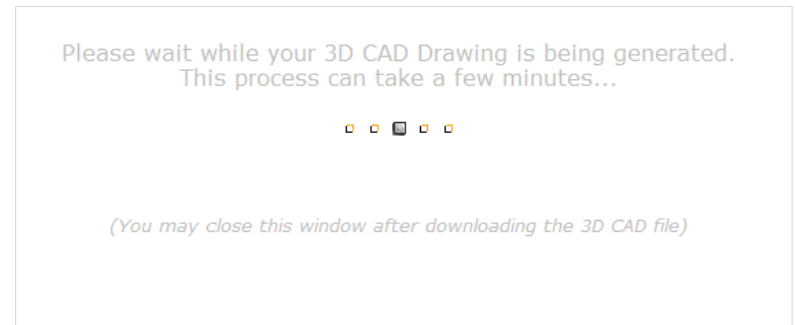 Please wait while your 3D CAD Drawing is being generated.
This process can take a few minutes...
(You may close this window after downloading the 3D CAD file)